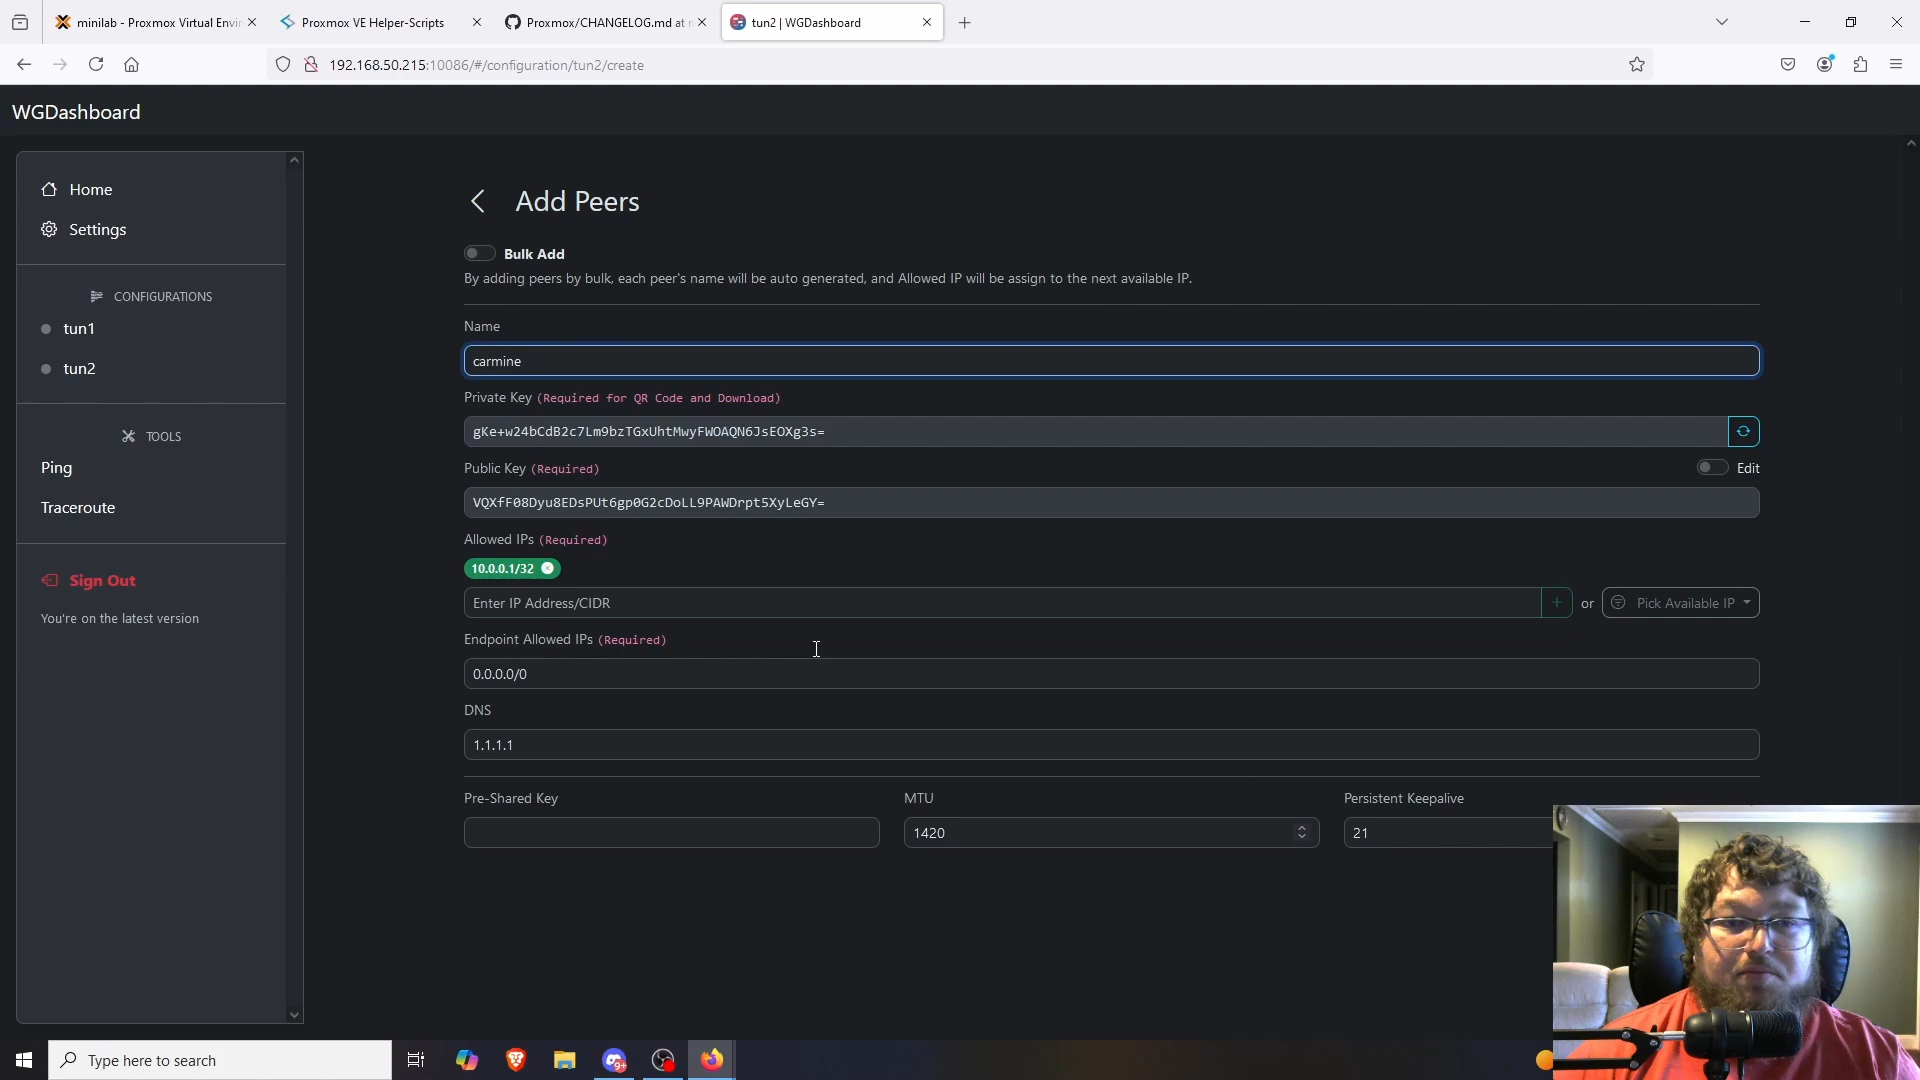 minilab - Proxmox Virtual Envir
Proxmox VE Helper-Scripts
Proxmox/CHANGELOG.md at
tun2 | WGDashboard
192.168.50.215:10086/#/configuration/tun2/create
WGDashboard
Home
Settings
CONFIGURATIONS
tun1
tun2
TOOLS
Ping
Traceroute
Sign Out
You're on the latest version
Add Peers
Bulk Add
By adding peers by bulk, each peer's name will be auto generated, and Allowed IP will be assign to the next available IP.
Name
carmine
Private Key (Required for QR Code and Download)
gKe+w24bCdB2c7Lm9bzTGxUhtMwyFWOAQN6JsEOXg3s=
Public Key (Required)
Edit
VQXfF08Dyu8EDsPUt6gp0G2cDoLL9PAWDrpt5XyLeGY=
Allowed IPs (Required)
10.0.0.1/32
Enter IP Address/CIDR
or
Pick Available IP
Endpoint Allowed IPs (Required)
0.0.0.0/0
DNS
1.1.1.1
Pre-Shared Key
MTU
Persistent Keepalive
1420
21
Type here to search
9+